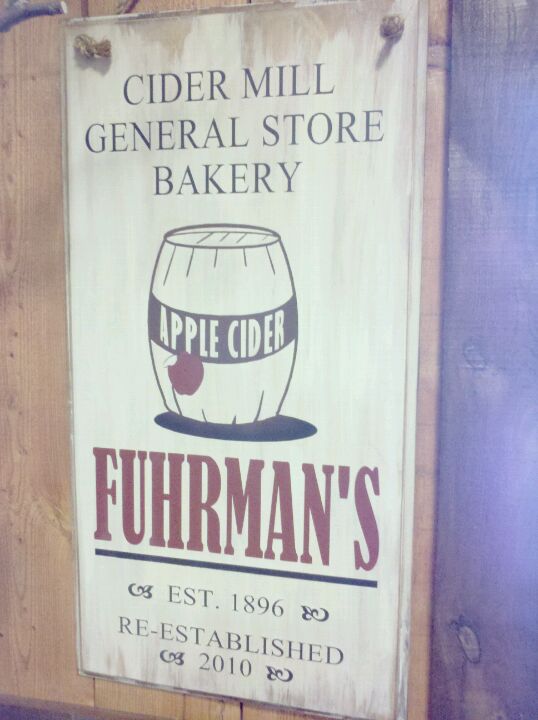 CIDER MILL
GENERAL STORE
BAKERY
APPLE CIDER
FUHRMAN'S
EST. 1896
RE-ESTABLISHED
2010